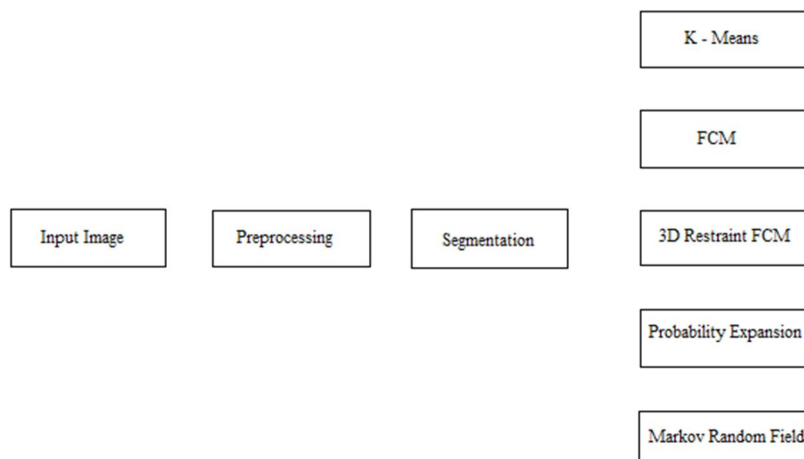 Input Image
Preprocessing
Segmentation
K - Means
FCM
3D Restraint FCM
Probability Expansion
Markov Random Field